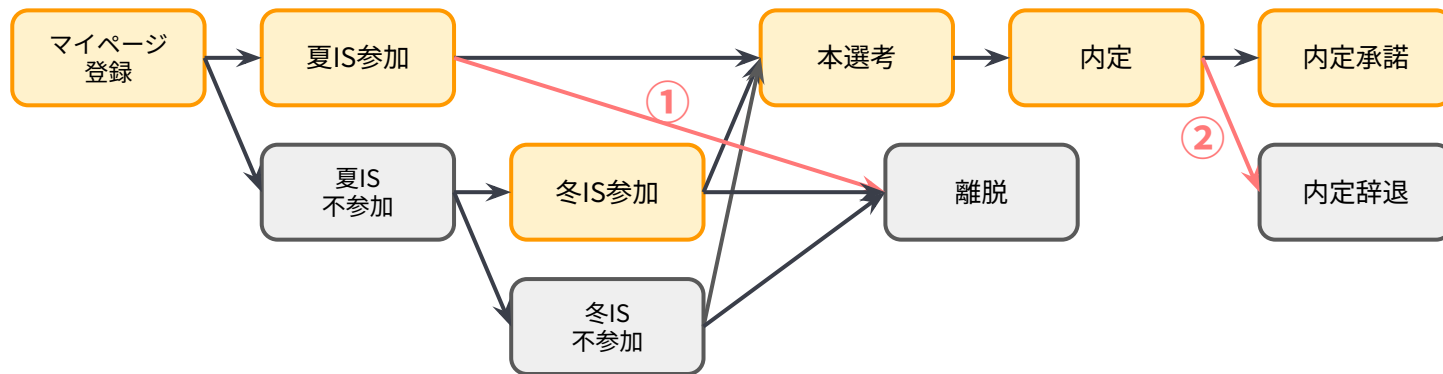 マイページ
登録
夏IS参加
本選考
内定
内定承諾
①
②
夏IS
不参加
冬IS参加
離脱
内定辞退
冬IS
不参加